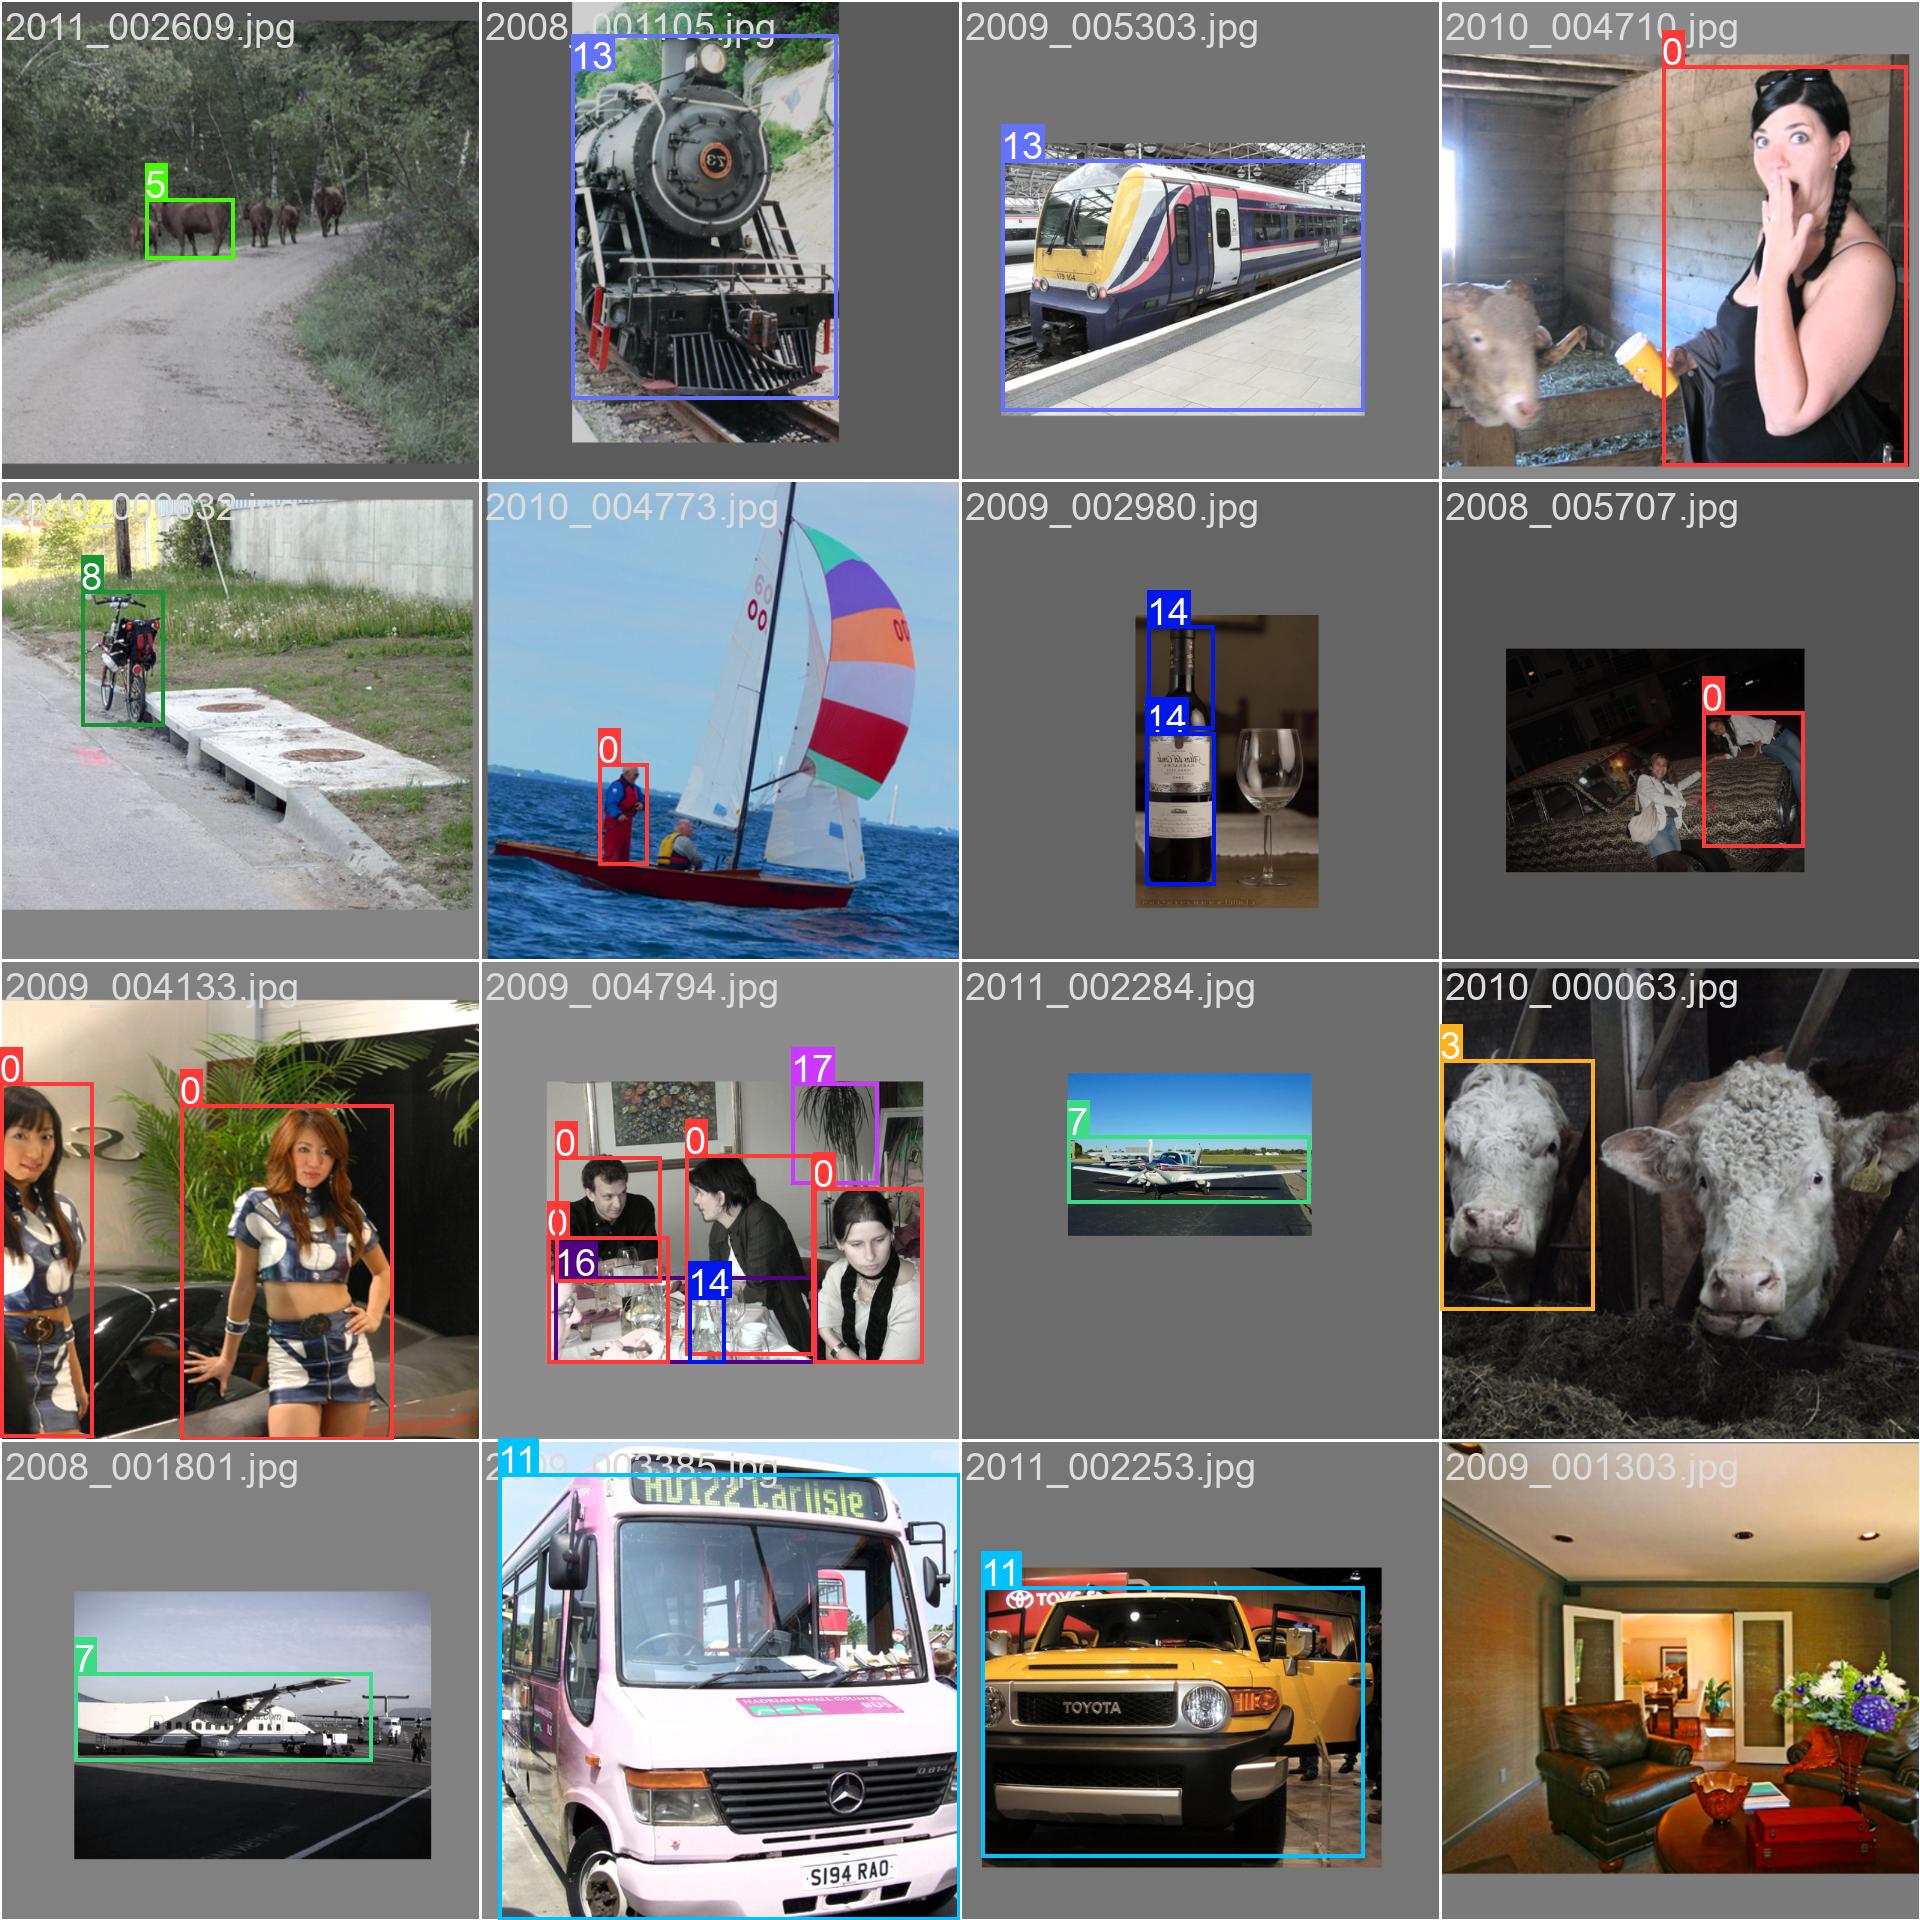 2011_002609.jpg
2008_001105.jpg
2009_005303.jpg
2010_004710.jpg
5
13
13
0
73
2010_000632.jpg
2010_004773.jpg
2009_002980.jpg
2008_005707.jpg
8
0
14
14
0
2009_004133.jpg
2009_004794.jpg
2011_002284.jpg
2010_000063.jpg
0
0
17
0
0
0
0
16
14
7
3
2008_001801.jpg
11
2011_002253.jpg
2009_001303.jpg
7
AD122 Carlisle
HADRIAN'S WALL COUNTRY
BUS
S194 RAO
11
TOYOTA